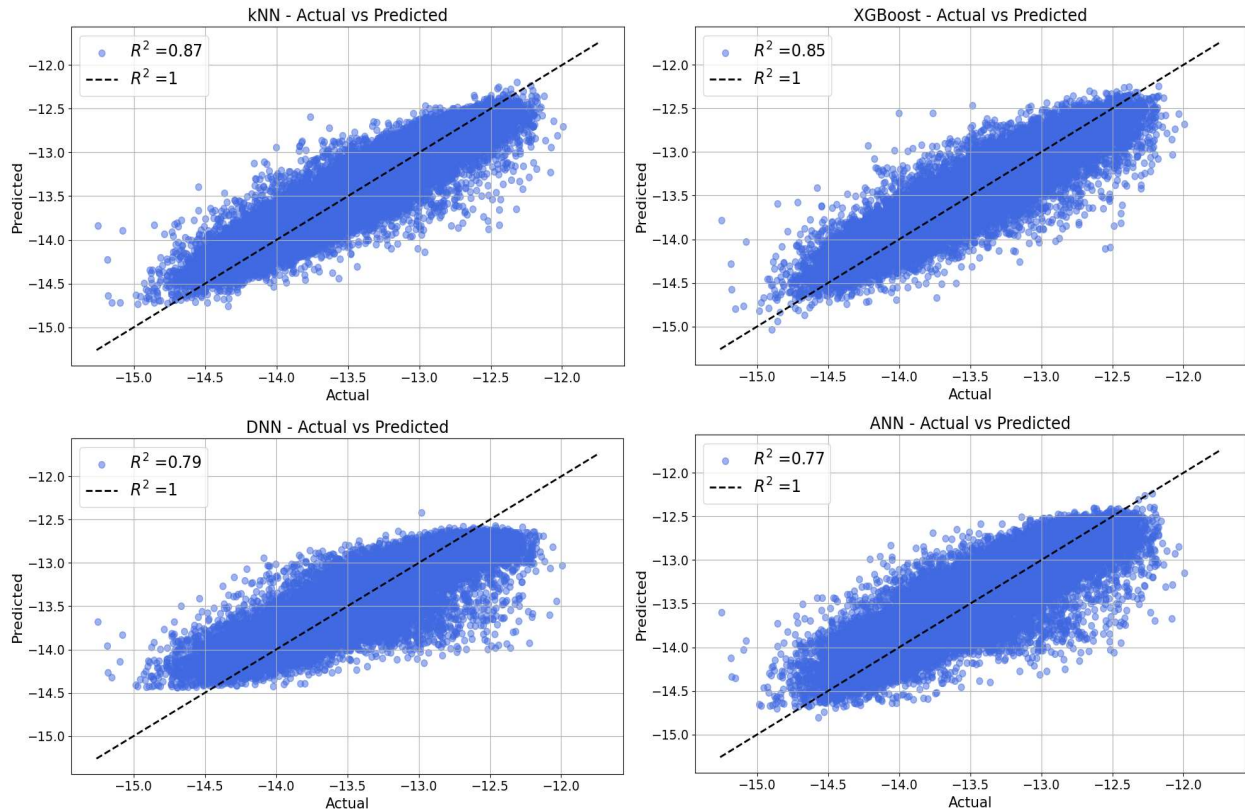 kNN - Actual vs Predicted
R² =0.87
R² =1
−12.0
−12.5
−13.0
−13.5
−14.0
−14.5
−15.0
Predicted
−15.0 −14.5 −14.0 −13.5 −13.0 −12.5 −12.0
Actual
XGBoost - Actual vs Predicted
R² =0.85
R² =1
−12.0
−12.5
−13.0
−13.5
−14.0
−14.5
−15.0
Predicted
−15.0 −14.5 −14.0 −13.5 −13.0 −12.5 −12.0
Actual
DNN - Actual vs Predicted
R² =0.79
R² =1
−12.0
−12.5
−13.0
−13.5
−14.0
−14.5
−15.0
Predicted
−15.0 −14.5 −14.0 −13.5 −13.0 −12.5 −12.0
Actual
ANN - Actual vs Predicted
R² =0.77
R² =1
−12.0
−12.5
−13.0
−13.5
−14.0
−14.5
−15.0
Predicted
−15.0 −14.5 −14.0 −13.5 −13.0 −12.5 −12.0
Actual